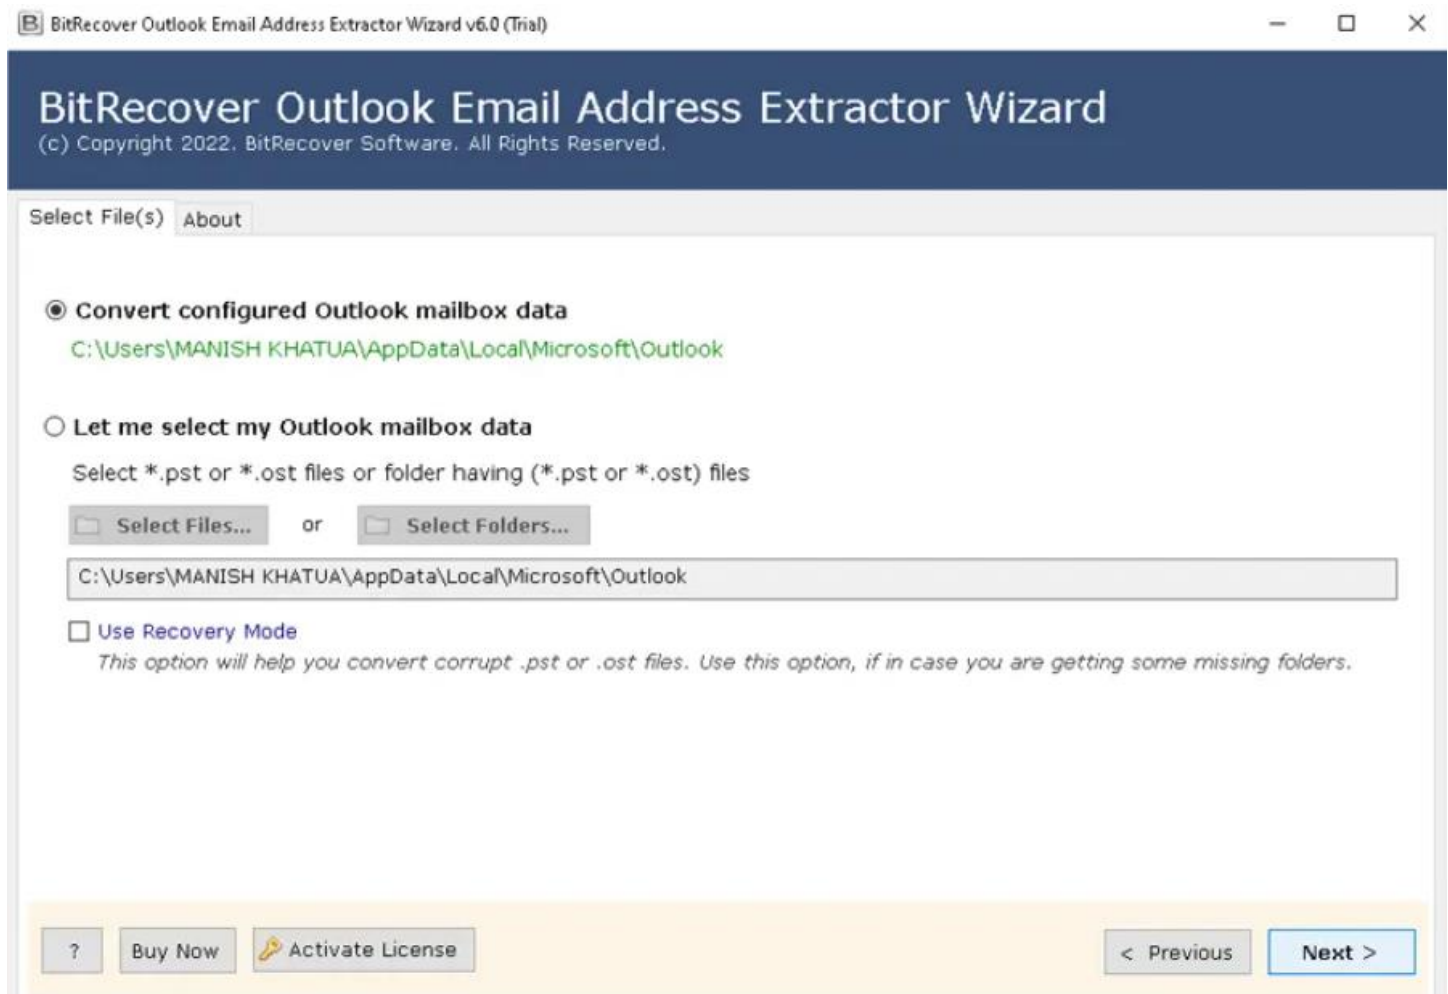 BitRecover Outlook Email Address Extractor Wizard v6.0 (Trial)
BitRecover Outlook Email Address Extractor Wizard
(c) Copyright 2022. BitRecover Software. All Rights Reserved.
Select File(s) About
Convert configured Outlook mailbox data
C:\Users\MANISH KHATUA\AppData\Local\Microsoft\Outlook
Let me select my Outlook mailbox data
Select *.pst or *.ost files or folder having (*.pst or *.ost) files
Select Files... or Select Folders...
C:\Users\MANISH KHATUA\AppData\Local\Microsoft\Outlook
Use Recovery Mode
This option will help you convert corrupt .pst or .ost files. Use this option, if in case you are getting some missing folders.
? Buy Now Activate License < Previous Next >